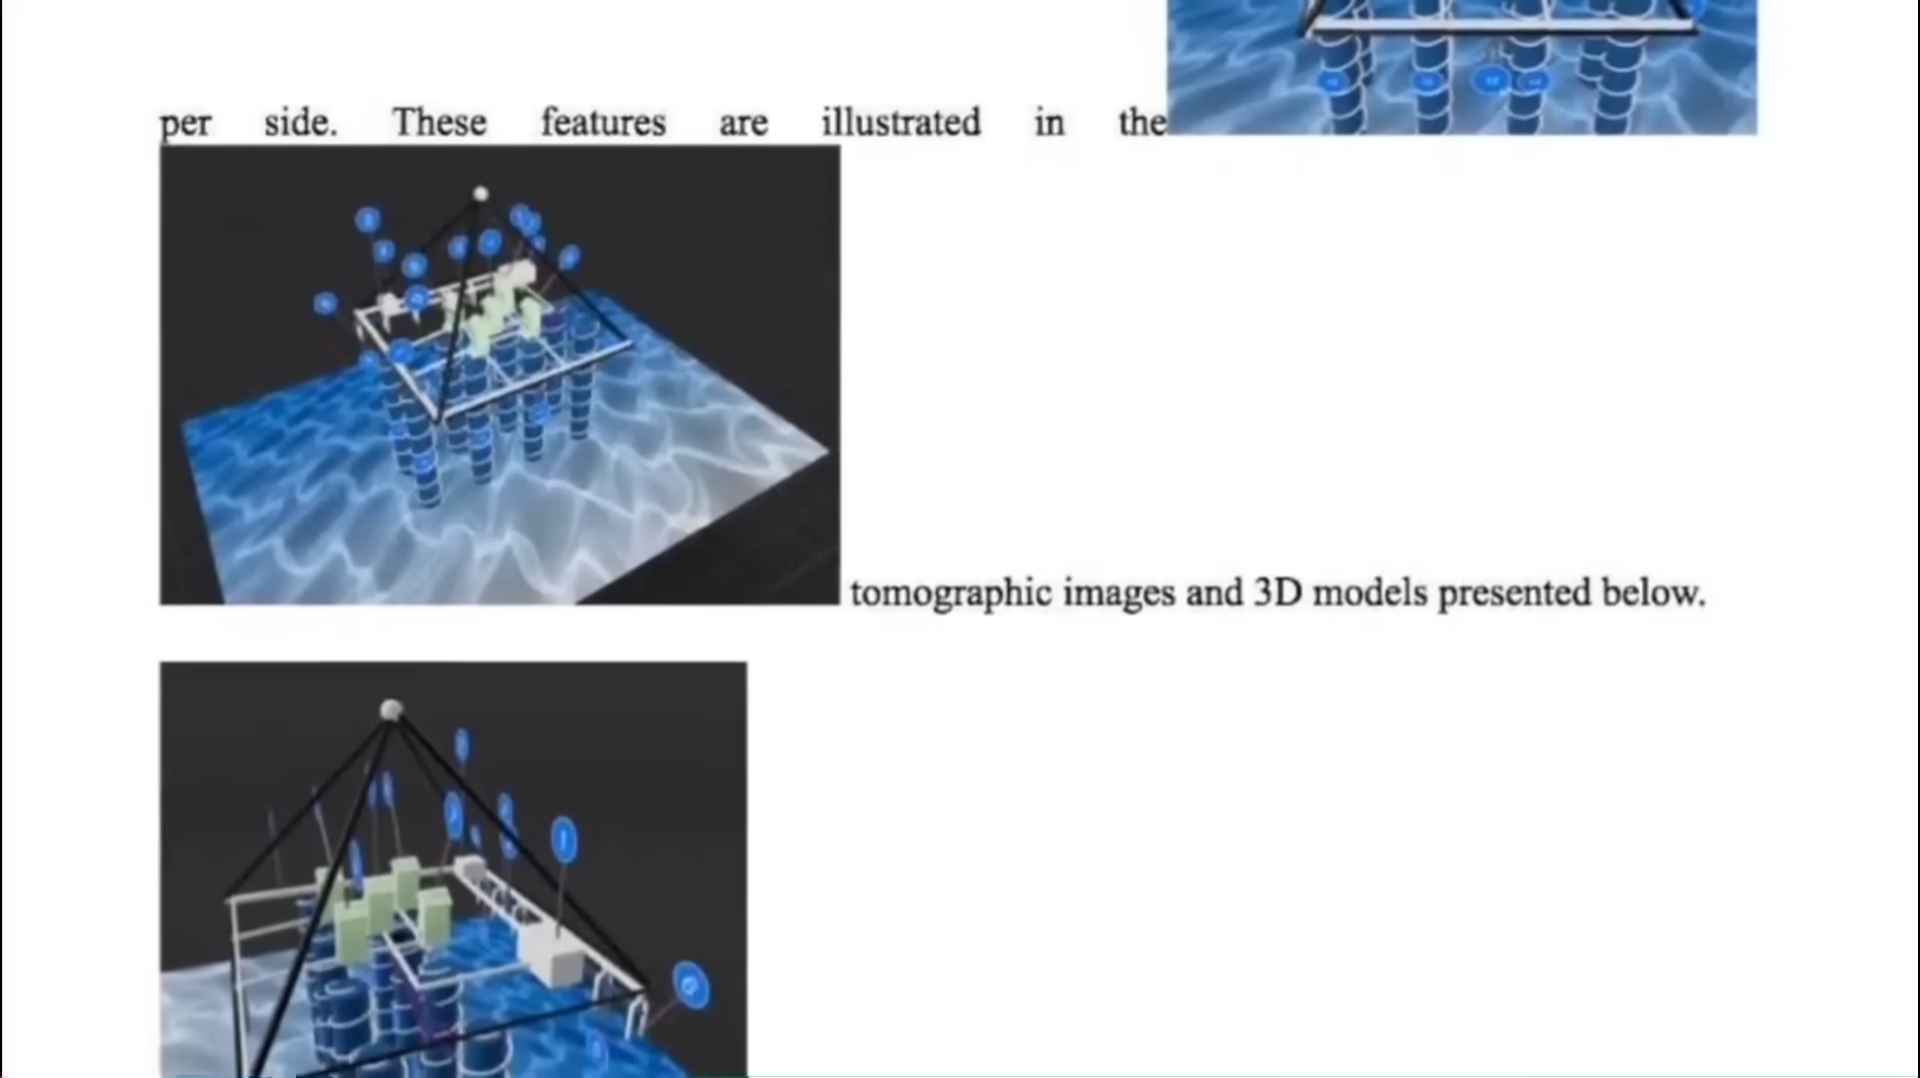 per side. These features are illustrated in the
tomographic images and 3D models presented below.